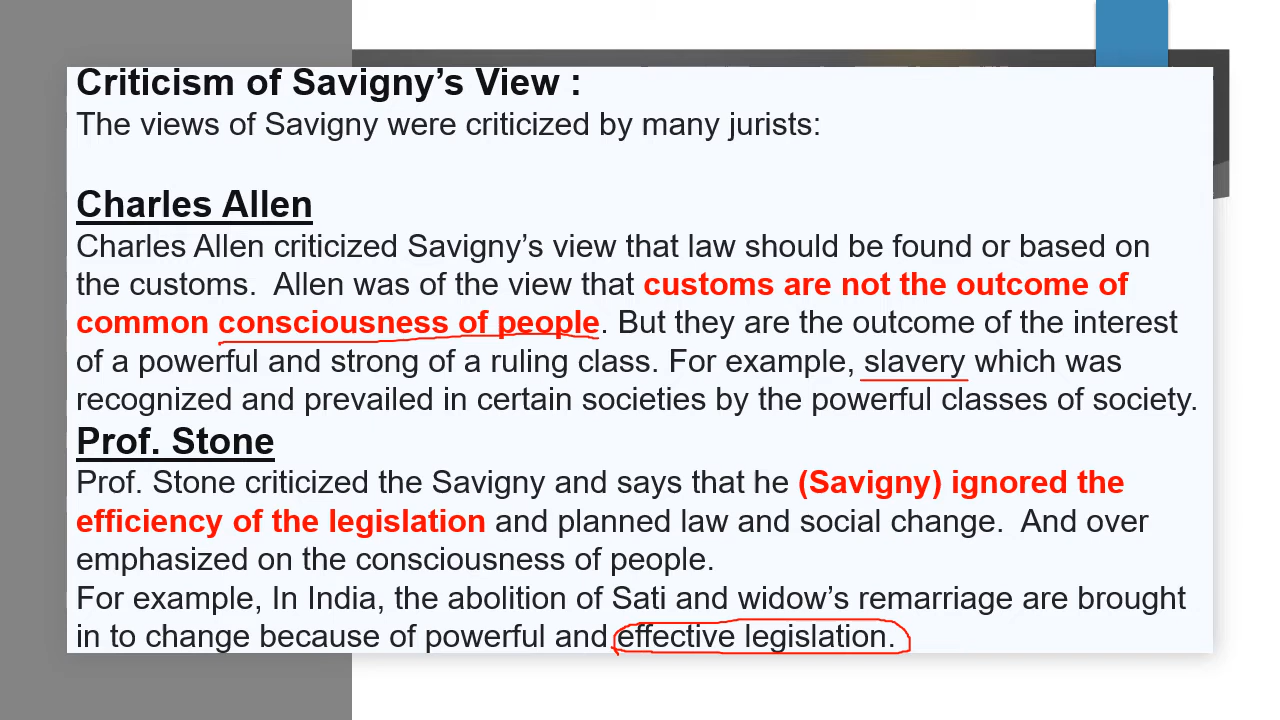 Criticism of Savigny’s View :
The views of Savigny were criticized by many jurists:
Charles Allen
Charles Allen criticized Savigny’s view that law should be found or based on
the customs.  Allen was of the view that customs are not the outcome of
common consciousness of people. But they are the outcome of the interest
of a powerful and strong of a ruling class. For example, slavery which was
recognized and prevailed in certain societies by the powerful classes of society.
Prof. Stone
Prof. Stone criticized the Savigny and says that he (Savigny) ignored the
efficiency of the legislation and planned law and social change.  And over
emphasized on the consciousness of people.
For example, In India, the abolition of Sati and widow’s remarriage are brought
in to change because of powerful and effective legislation.